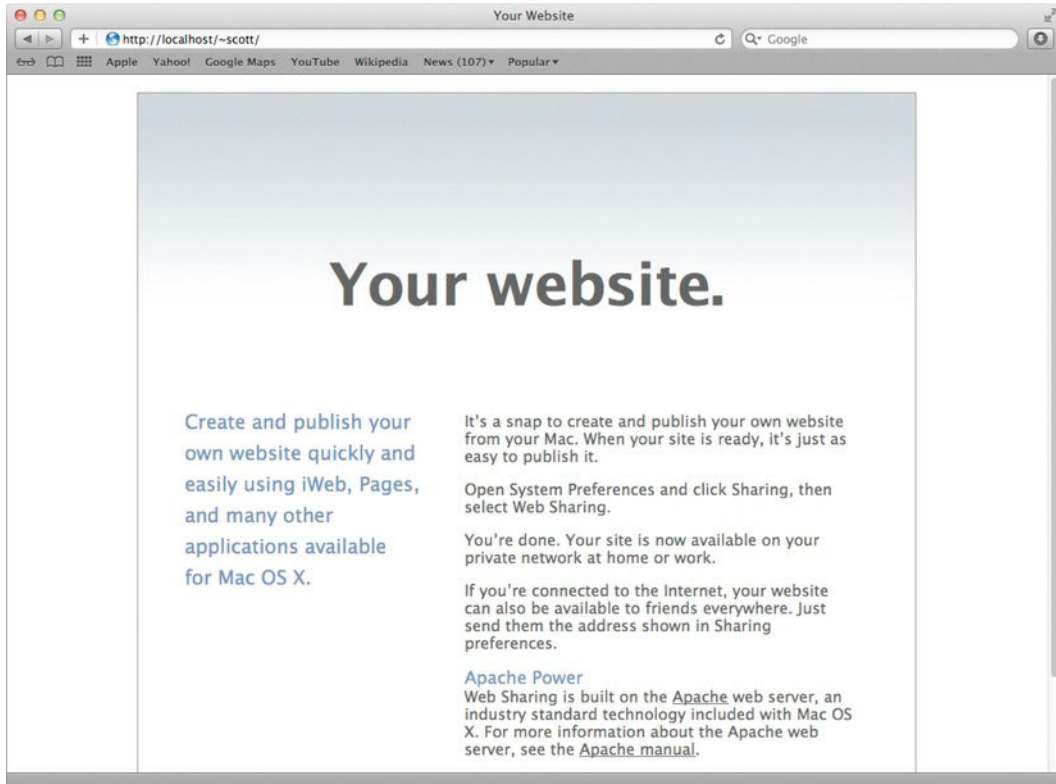 Your Website
http://localhost/~scott/
Google
Apple Yahoo! Google Maps YouTube Wikipedia News (107) Popular
Your website.
Create and publish your
own website quickly and
easily using iWeb, Pages,
and many other
applications available
for Mac OS X.
It's a snap to create and publish your own website
from your Mac. When your site is ready, it's just as
easy to publish it.
Open System Preferences and click Sharing, then
select Web Sharing.
You're done. Your site is now available on your
private network at home or work.
If you're connected to the Internet, your website
can also be available to friends everywhere. Just
send them the address shown in Sharing
preferences.
Apache Power
Web Sharing is built on the Apache web server, an
industry standard technology included with Mac OS
X. For more information about the Apache web
server, see the Apache manual.